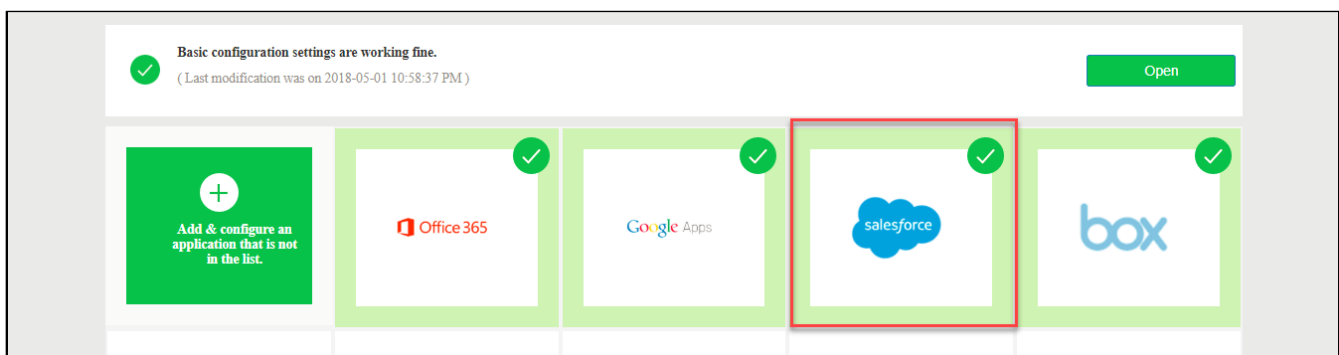 Basic configuration settings are working fine.
( Last modification was on 2018-05-01 10:58:37 PM )
Open
Add & configure an
application that is not
in the list.
Office 365
Google Apps
salesforce
box